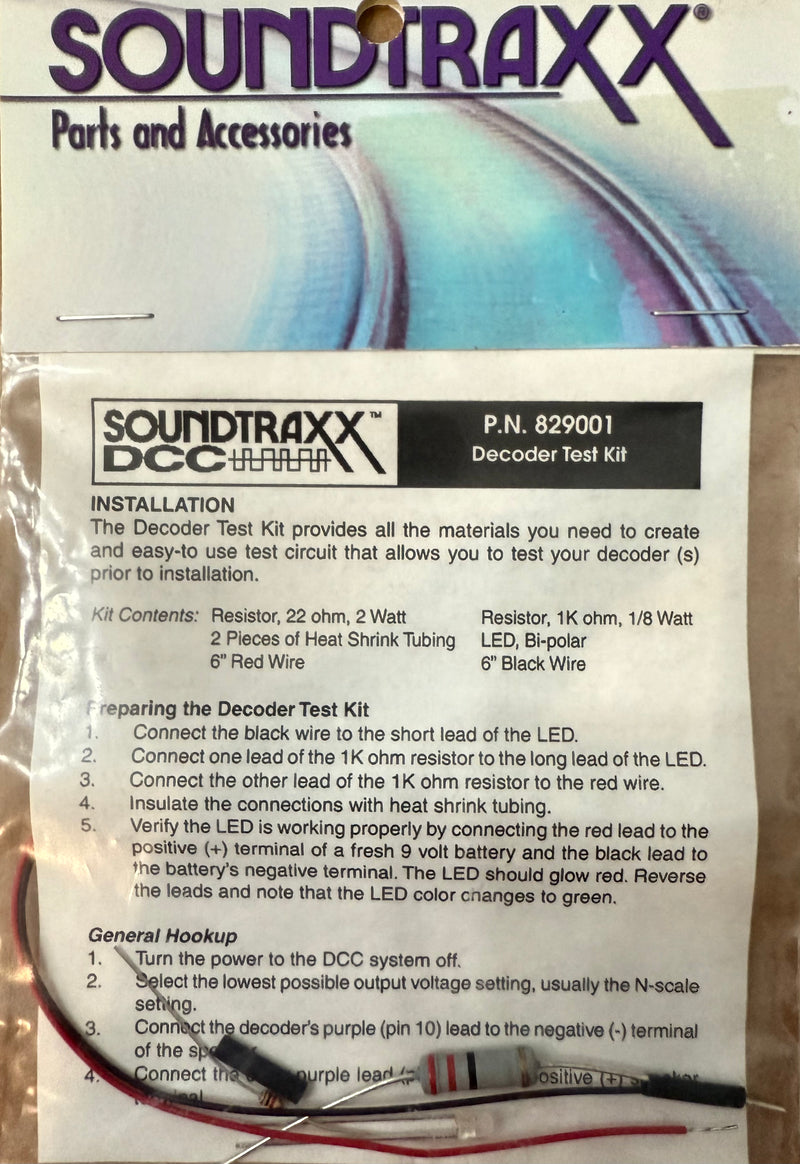 SOUNDTRAXX®
Parts and Accessories
SOUNDTRAXX™
DCC
P.N. 829001
Decoder Test Kit
INSTALLATION
The Decoder Test Kit provides all the materials you need to create
and easy-to use test circuit that allows you to test your decoder (s)
prior to installation.
Kit Contents: Resistor, 22 ohm, 2 Watt Resistor, 1K ohm, 1/8 Watt
2 Pieces of Heat Shrink Tubing LED, Bi-polar
6" Red Wire 6" Black Wire
Preparing the Decoder Test Kit
1. Connect the black wire to the short lead of the LED.
2. Connect one lead of the 1K ohm resistor to the long lead of the LED.
3. Connect the other lead of the 1K ohm resistor to the red wire.
4. Insulate the connections with heat shrink tubing.
5. Verify the LED is working properly by connecting the red lead to the
positive (+) terminal of a fresh 9 volt battery and the black lead to
the battery's negative terminal. The LED should glow red. Reverse
the leads and note that the LED color changes to green.
General Hookup
1. Turn the power to the DCC system off.
2. Select the lowest possible output voltage setting, usually the N-scale
setting.
3. Connect the decoder's purple (pin 10) lead to the negative (-) terminal
of the
4. Connect the purple lead positive (+) speaker
terminal